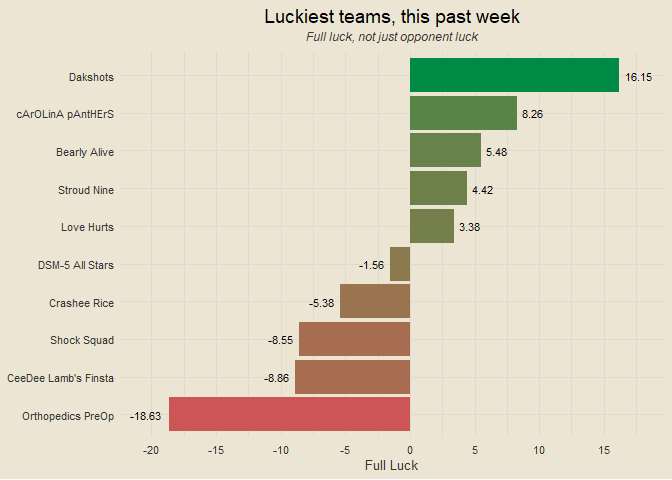 Luckiest teams, this past week
Full luck, not just opponent luck
Dakshots 16.15
cArOLinA pAntHErS 8.26
Bearly Alive 5.48
Stroud Nine 4.42
Love Hurts 3.38
DSM-5 All Stars -1.56
Crashee Rice -5.38
Shock Squad -8.55
CeeDee Lamb's Finsta -8.86
Orthopedics PreOp -18.63
-20 -15 -10 -5 0 5 10 15
Full Luck